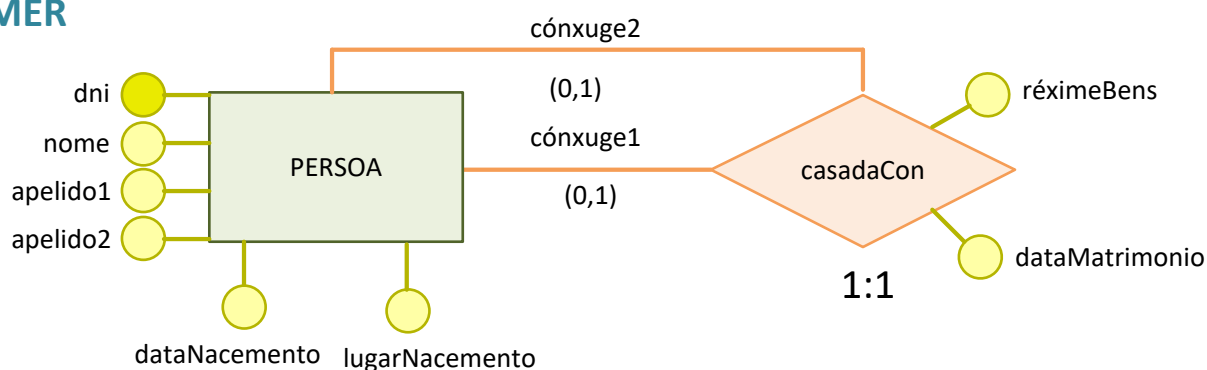 MER
cónxuge2
dni
(0,1)
réximeBens
nome
cónxuge1
PERSOA
casadaCon
apelido1
(0,1)
apelido2
dataMatrimonio
1:1
dataNacemento
lugarNacemento